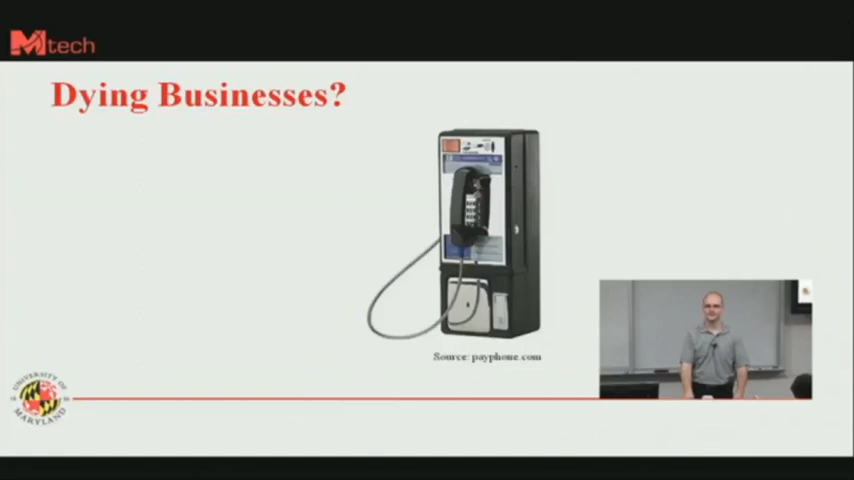 Mtech
Dying Businesses?
Source: payphone.com
UNIVERSITY OF
MARYLAND